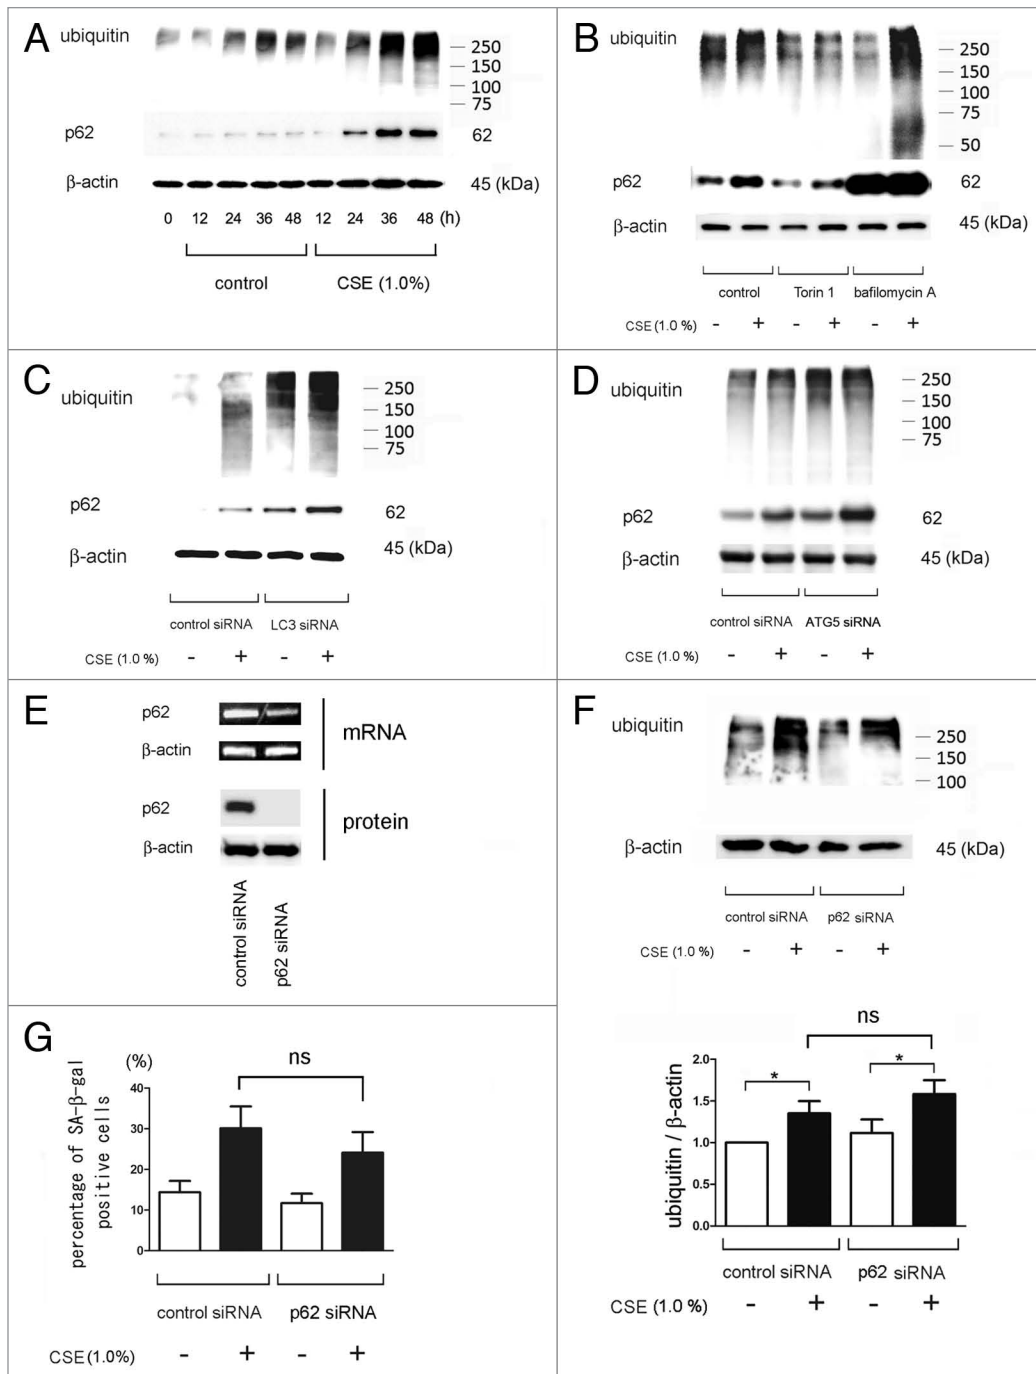 A
ubiquitin
250
150
100
75
p62
62
β-actin
45 (kDa)
0 12 24 36 48 12 24 36 48 (h)
control CSE (1.0%)
B
ubiquitin
250
150
100
75
50
p62
62
β-actin
45 (kDa)
control Torin 1 bafilomycin A
CSE (1.0 %) - + - + - +
C
ubiquitin
250
150
100
75
p62
62
β-actin
45 (kDa)
control siRNA LC3 siRNA
CSE (1.0 %) - + - +
D
ubiquitin
250
150
100
75
p62
62
β-actin
45 (kDa)
control siRNA ATG5 siRNA
CSE (1.0 %) - + - +
E
p62
β-actin
mRNA
p62
β-actin
protein
control siRNA
p62 siRNA
F
ubiquitin
250
150
100
β-actin
45 (kDa)
control siRNA p62 siRNA
CSE (1.0 %) - + - +
ns
* *
ubiquitin / β-actin
2.0
1.5
1.0
0.5
0.0
control siRNA p62 siRNA
CSE (1.0 %) - + - +
G
(%)
ns
percentage of SA-β-gal
positive cells
40
30
20
10
0
control siRNA p62 siRNA
CSE (1.0%) - + - +